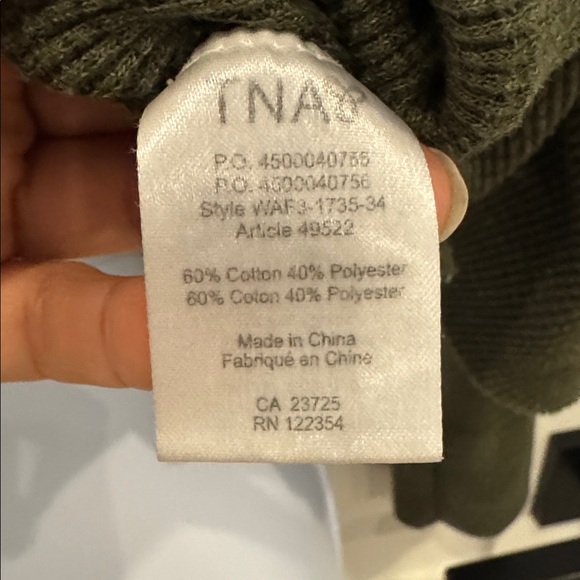 TNA
P.O. 4500040755
P.O. 4500040756
Style WAF3-1735-34
Article 49522
60% Cotton 40% Polyester
60% Coton 40% Polyester
Made in China
Fabriqué en Chine
CA 23725
RN 122354